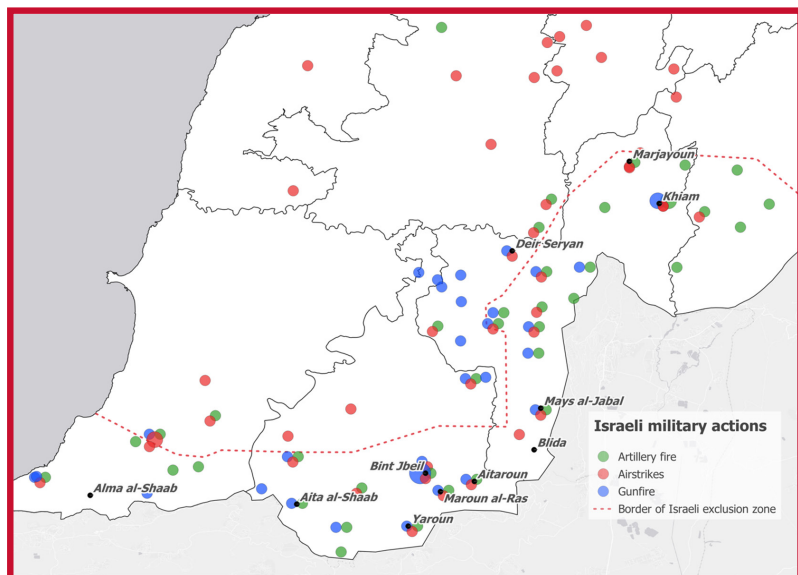 Marjayoun
Khiam
Deir Seryan
Mays al-Jabal
Israeli military actions
Artillery fire
Airstrikes
Gunfire
Border of Israeli exclusion zone
Blida
Bint Jbeil
Aitaroun
Maroun al-Ras
Alma al-Shaab
Aita al-Shaab
Yaroun